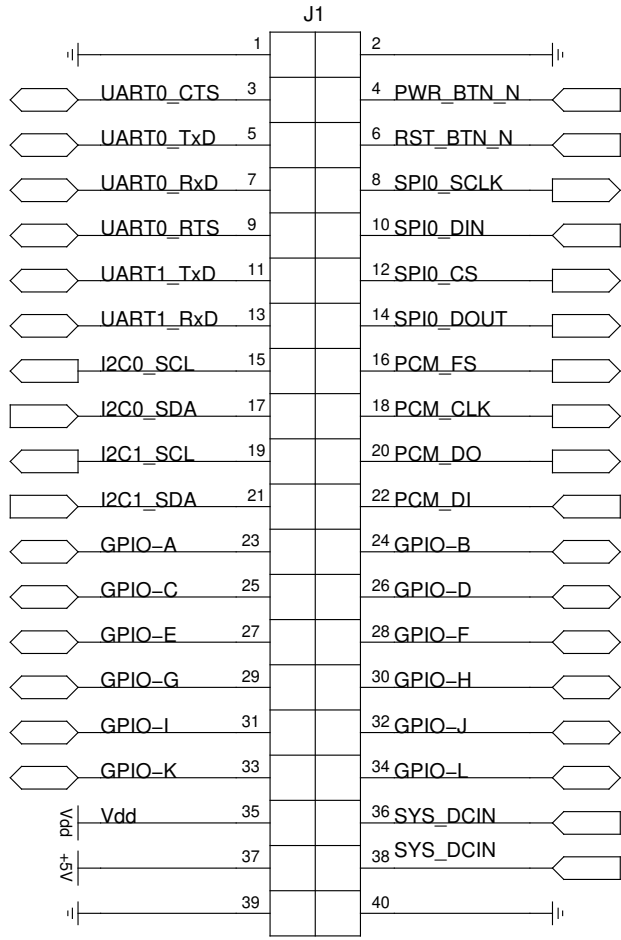 J1
1 2
UART0_CTS 3 4 PWR_BTN_N
UART0_TxD 5 6 RST_BTN_N
UART0_RxD 7 8 SPI0_SCLK
UART0_RTS 9 10 SPI0_DIN
UART1_TxD 11 12 SPI0_CS
UART1_RxD 13 14 SPI0_DOUT
I2C0_SCL 15 16 PCM_FS
I2C0_SDA 17 18 PCM_CLK
I2C1_SCL 19 20 PCM_DO
I2C1_SDA 21 22 PCM_DI
GPIO–A 23 24 GPIO–B
GPIO–C 25 26 GPIO–D
GPIO–E 27 28 GPIO–F
GPIO–G 29 30 GPIO–H
GPIO–I 31 32 GPIO–J
GPIO–K 33 34 GPIO–L
Vdd Vdd 35 36 SYS_DCIN
+5V 37 38 SYS_DCIN
39 40